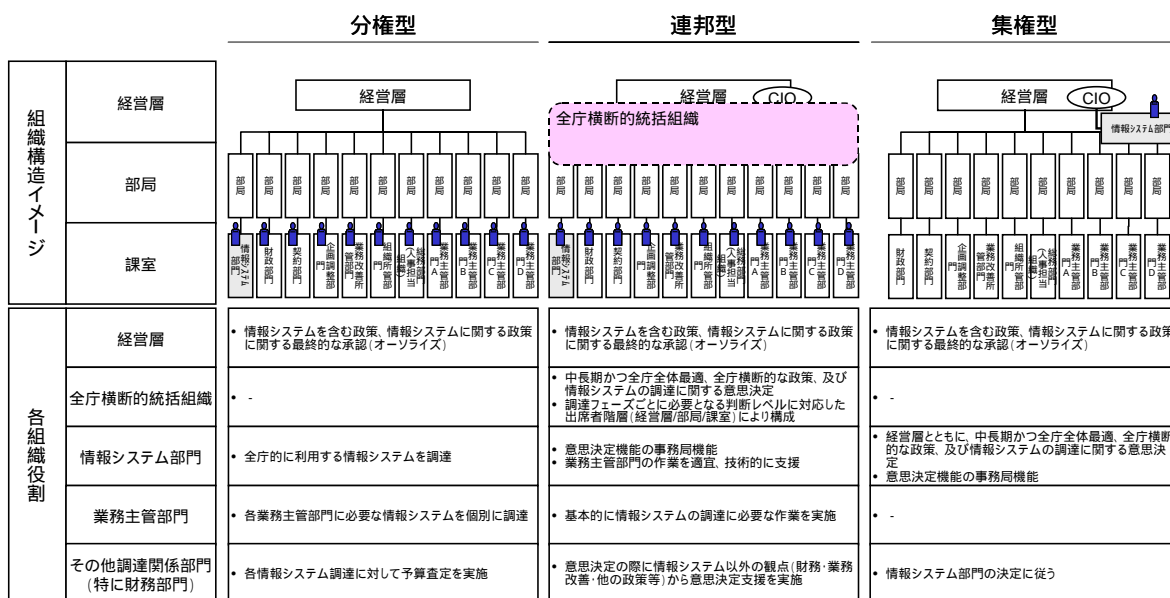 分権型
連邦型
集権型
組織構造イメージ
経営層
部局
課室
経営層
部局
部局
部局
部局
部局
部局
部局
部局
部局
部局
部局
情報システム部門
財政部門
契約部門
企画調整部門
業務改善所管部門
組織所管部門
総務部門(人事担当組織)
業務主管部門A
業務主管部門B
業務主管部門C
業務主管部門D
経営層
CIO
全庁横断的統括組織
部局
部局
部局
部局
部局
部局
部局
部局
部局
部局
部局
情報システム部門
財政部門
契約部門
企画調整部門
業務改善所管部門
組織所管部門
総務部門(人事担当組織)
業務主管部門A
業務主管部門B
業務主管部門C
業務主管部門D
経営層
CIO
情報システム部門
部局
部局
部局
部局
部局
部局
部局
部局
部局
部局
財政部門
契約部門
企画調整部門
業務改善所管部門
組織所管部門
総務部門(人事担当組織)
業務主管部門A
業務主管部門B
業務主管部門C
業務主管部門D
各組織役割
経営層
• 情報システムを含む政策、情報システムに関する政策
に関する最終的な承認(オーソライズ)
• 情報システムを含む政策、情報システムに関する政策
に関する最終的な承認(オーソライズ)
• 情報システムを含む政策、情報システムに関する政策
に関する最終的な承認(オーソライズ)
全庁横断的統括組織
• -
• 中長期かつ全庁全体最適、全庁横断的な政策、及び
情報システムの調達に関する意思決定
• 調達フェーズごとに必要となる判断レベルに対応した
出席者階層(経営層/部局/課室)により構成
• -
情報システム部門
• 全庁的に利用する情報システムを調達
• 意思決定機能の事務局機能
• 業務主管部門の作業を適宜、技術的に支援
• 経営層とともに、中長期かつ全庁全体最適、全庁横断
的な政策、及び情報システムの調達に関する意思決
定
• 意思決定機能の事務局機能
業務主管部門
• 各業務主管部門に必要な情報システムを個別に調達
• 基本的に情報システムの調達に必要な作業を実施
• -
その他調達関係部門
(特に財務部門)
• 各情報システム調達に対して予算査定を実施
• 意思決定の際に情報システム以外の観点(財務・業務
改善・他の政策等)から意思決定支援を実施
• 情報システム部門の決定に従う